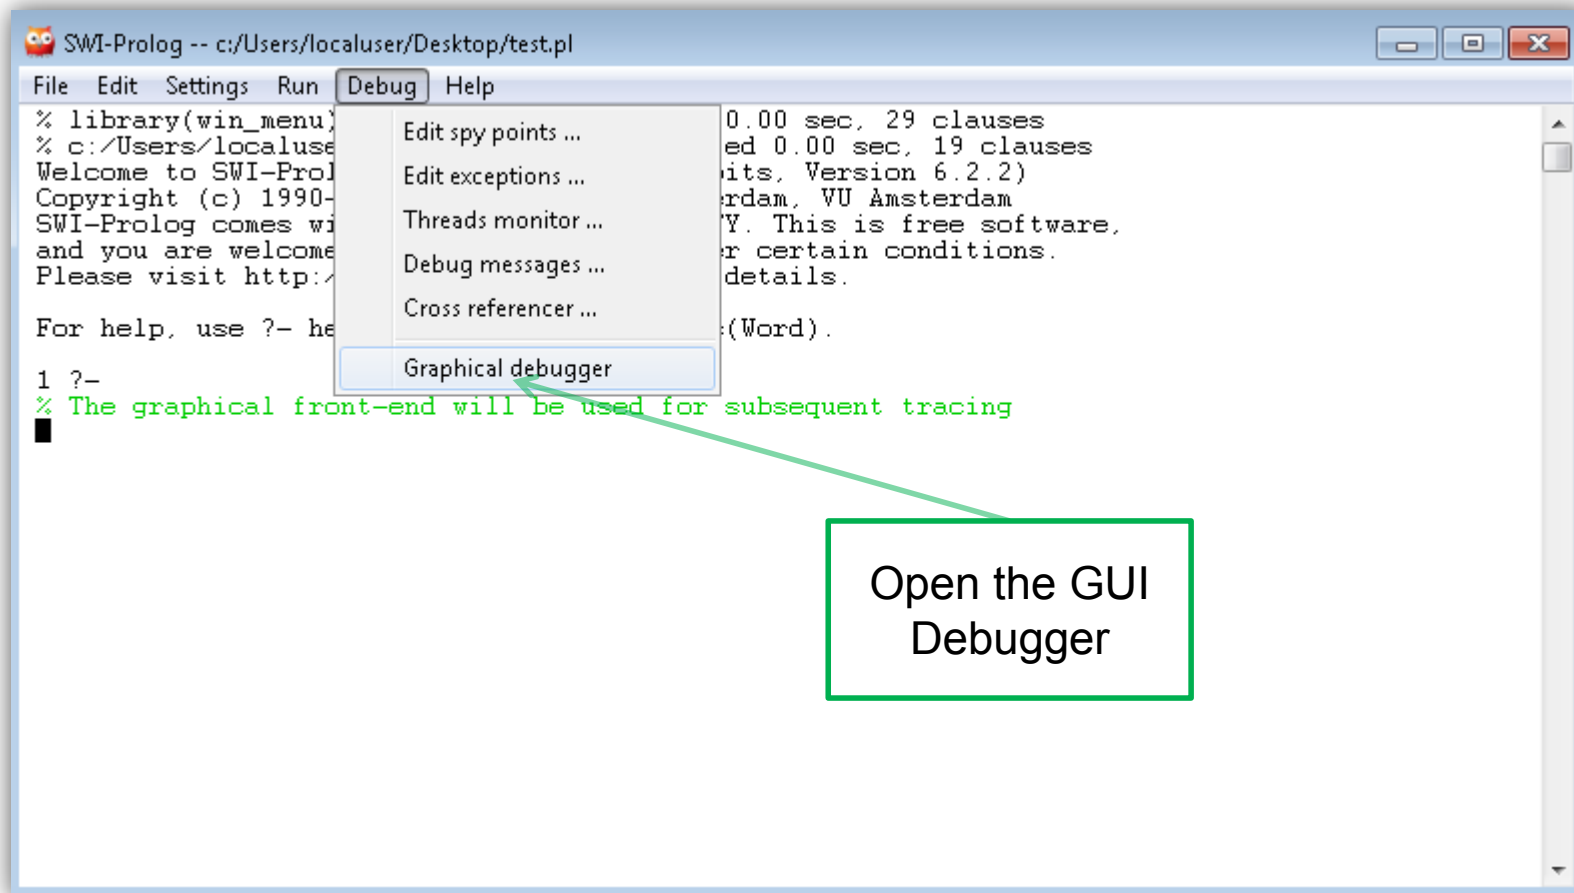 SWI-Prolog -- c:/Users/localuser/Desktop/test.pl
File Edit Settings Run Debug Help
% library(win_menu) 0.00 sec, 29 clauses
% c:/Users/localuse ed 0.00 sec, 19 clauses
Welcome to SWI-Prol its, Version 6.2.2)
Copyright (c) 1990- rdam, VU Amsterdam
SWI-Prolog comes wi Y. This is free software,
and you are welcome r certain conditions.
Please visit http:/ details.
For help, use ?- he (Word).
1 ?-
% The graphical front-end will be used for subsequent tracing
Edit spy points ...
Edit exceptions ...
Threads monitor ...
Debug messages ...
Cross referencer ...
Graphical debugger
Open the GUI
Debugger